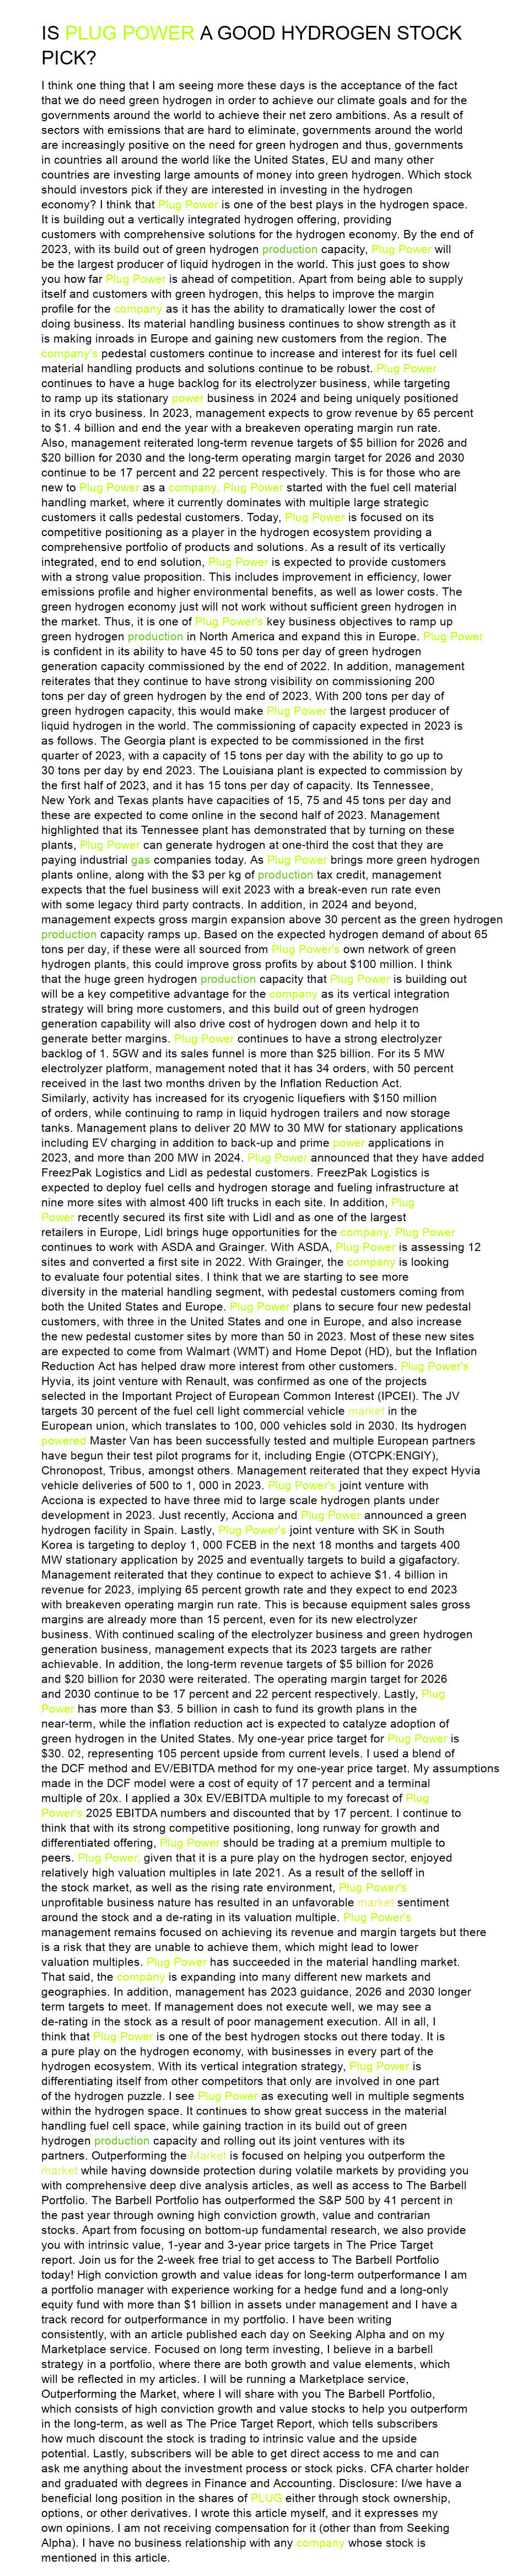 IS PLUG POWER A GOOD HYDROGEN STOCK
PICK?
I think one thing that I am seeing more these days is the acceptance of the fact
that we do need green hydrogen in order to achieve our climate goals and for the
governments around the world to achieve their net zero ambitions. As a result of
sectors with emissions that are hard to eliminate, governments around the world
are increasingly positive on the need for green hydrogen and thus, governments
in countries all around the world like the United States, EU and many other
countries are investing large amounts of money into green hydrogen. Which stock
should investors pick if they are interested in investing in the hydrogen
economy? I think that Plug Power is one of the best plays in the hydrogen space.
It is building out a vertically integrated hydrogen offering, providing
customers with comprehensive solutions for the hydrogen economy. By the end of
2023, with its build out of green hydrogen production capacity, Plug Power will
be the largest producer of liquid hydrogen in the world. This just goes to show
you how far Plug Power is ahead of competition. Apart from being able to supply
itself and customers with green hydrogen, this helps to improve the margin
profile for the company as it has the ability to dramatically lower the cost of
doing business. Its material handling business continues to show strength as it
is making inroads in Europe and gaining new customers from the region. The
company's pedestal customers continue to increase and interest for its fuel cell
material handling products and solutions continue to be robust. Plug Power
continues to have a huge backlog for its electrolyzer business, while targeting
to ramp up its stationary power business in 2024 and being uniquely positioned
in its cryo business. In 2023, management expects to grow revenue by 65 percent
to $1. 4 billion and end the year with a breakeven operating margin run rate.
Also, management reiterated long-term revenue targets of $5 billion for 2026 and
$20 billion for 2030 and the long-term operating margin target for 2026 and 2030
continue to be 17 percent and 22 percent respectively. This is for those who are
new to Plug Power as a company. Plug Power started with the fuel cell material
handling market, where it currently dominates with multiple large strategic
customers it calls pedestal customers. Today, Plug Power is focused on its
competitive positioning as a player in the hydrogen ecosystem providing a
comprehensive portfolio of products and solutions. As a result of its vertically
integrated, end to end solution, Plug Power is expected to provide customers
with a strong value proposition. This includes improvement in efficiency, lower
emissions profile and higher environmental benefits, as well as lower costs. The
green hydrogen economy just will not work without sufficient green hydrogen in
the market. Thus, it is one of Plug Power's key business objectives to ramp up
green hydrogen production in North America and expand this in Europe. Plug Power
is confident in its ability to have 45 to 50 tons per day of green hydrogen
generation capacity commissioned by the end of 2022. In addition, management
reiterates that they continue to have strong visibility on commissioning 200
tons per day of green hydrogen by the end of 2023. With 200 tons per day of
green hydrogen capacity, this would make Plug Power the largest producer of
liquid hydrogen in the world. The commissioning of capacity expected in 2023 is
as follows. The Georgia plant is expected to be commissioned in the first
quarter of 2023, with a capacity of 15 tons per day with the ability to go up to
30 tons per day by end 2023. The Louisiana plant is expected to commission by
the first half of 2023, and it has 15 tons per day of capacity. Its Tennessee,
New York and Texas plants have capacities of 15, 75 and 45 tons per day and
these are expected to come online in the second half of 2023. Management
highlighted that its Tennessee plant has demonstrated that by turning on these
plants, Plug Power can generate hydrogen at one-third the cost that they are
paying industrial gas companies today. As Plug Power brings more green hydrogen
plants online, along with the $3 per kg of production tax credit, management
expects that the fuel business will exit 2023 with a break-even run rate even
with some legacy third party contracts. In addition, in 2024 and beyond,
management expects gross margin expansion above 30 percent as the green hydrogen
production capacity ramps up. Based on the expected hydrogen demand of about 65
tons per day, if these were all sourced from Plug Power's own network of green
hydrogen plants, this could improve gross profits by about $100 million. I think
that the huge green hydrogen production capacity that Plug Power is building out
will be a key competitive advantage for the company as its vertical integration
strategy will bring more customers, and this build out of green hydrogen
generation capability will also drive cost of hydrogen down and help it to
generate better margins. Plug Power continues to have a strong electrolyzer
backlog of 1. 5GW and its sales funnel is more than $25 billion. For its 5 MW
electrolyzer platform, management noted that it has 34 orders, with 50 percent
received in the last two months driven by the Inflation Reduction Act.
Similarly, activity has increased for its cryogenic liquefiers with $150 million
of orders, while continuing to ramp in liquid hydrogen trailers and now storage
tanks. Management plans to deliver 20 MW to 30 MW for stationary applications
including EV charging in addition to back-up and prime power applications in
2023, and more than 200 MW in 2024. Plug Power announced that they have added
FreezPak Logistics and Lidl as pedestal customers. FreezPak Logistics is
expected to deploy fuel cells and hydrogen storage and fueling infrastructure at
nine more sites with almost 400 lift trucks in each site. In addition, Plug
Power recently secured its first site with Lidl and as one of the largest
retailers in Europe, Lidl brings huge opportunities for the company. Plug Power
continues to work with ASDA and Grainger. With ASDA, Plug Power is assessing 12
sites and converted a first site in 2022. With Grainger, the company is looking
to evaluate four potential sites. I think that we are starting to see more
diversity in the material handling segment, with pedestal customers coming from
both the United States and Europe. Plug Power plans to secure four new pedestal
customers, with three in the United States and one in Europe, and also increase
the new pedestal customer sites by more than 50 in 2023. Most of these new sites
are expected to come from Walmart (WMT) and Home Depot (HD), but the Inflation
Reduction Act has helped draw more interest from other customers. Plug Power's
Hyvia, its joint venture with Renault, was confirmed as one of the projects
selected in the Important Project of European Common Interest (IPCEI). The JV
targets 30 percent of the fuel cell light commercial vehicle market in the
European union, which translates to 100, 000 vehicles sold in 2030. Its hydrogen
powered Master Van has been successfully tested and multiple European partners
have begun their test pilot programs for it, including Engie (OTCPK:ENGIY),
Chronopost, Tribus, amongst others. Management reiterated that they expect Hyvia
vehicle deliveries of 500 to 1, 000 in 2023. Plug Power's joint venture with
Acciona is expected to have three mid to large scale hydrogen plants under
development in 2023. Just recently, Acciona and Plug Power announced a green
hydrogen facility in Spain. Lastly, Plug Power's joint venture with SK in South
Korea is targeting to deploy 1, 000 FCEB in the next 18 months and targets 400
MW stationary application by 2025 and eventually targets to build a gigafactory.
Management reiterated that they continue to expect to achieve $1. 4 billion in
revenue for 2023, implying 65 percent growth rate and they expect to end 2023
with breakeven operating margin run rate. This is because equipment sales gross
margins are already more than 15 percent, even for its new electrolyzer
business. With continued scaling of the electrolyzer business and green hydrogen
generation business, management expects that its 2023 targets are rather
achievable. In addition, the long-term revenue targets of $5 billion for 2026
and $20 billion for 2030 were reiterated. The operating margin target for 2026
and 2030 continue to be 17 percent and 22 percent respectively. Lastly, Plug
Power has more than $3. 5 billion in cash to fund its growth plans in the
near-term, while the inflation reduction act is expected to catalyze adoption of
green hydrogen in the United States. My one-year price target for Plug Power is
$30. 02, representing 105 percent upside from current levels. I used a blend of
the DCF method and EV/EBITDA method for my one-year price target. My assumptions
made in the DCF model were a cost of equity of 17 percent and a terminal
multiple of 20x. I applied a 30x EV/EBITDA multiple to my forecast of Plug
Power's 2025 EBITDA numbers and discounted that by 17 percent. I continue to
think that with its strong competitive positioning, long runway for growth and
differentiated offering, Plug Power should be trading at a premium multiple to
peers. Plug Power, given that it is a pure play on the hydrogen sector, enjoyed
relatively high valuation multiples in late 2021. As a result of the selloff in
the stock market, as well as the rising rate environment, Plug Power's
unprofitable business nature has resulted in an unfavorable market sentiment
around the stock and a de-rating in its valuation multiple. Plug Power's
management remains focused on achieving its revenue and margin targets but there
is a risk that they are unable to achieve them, which might lead to lower
valuation multiples. Plug Power has succeeded in the material handling market.
That said, the company is expanding into many different new markets and
geographies. In addition, management has 2023 guidance, 2026 and 2030 longer
term targets to meet. If management does not execute well, we may see a
de-rating in the stock as a result of poor management execution. All in all, I
think that Plug Power is one of the best hydrogen stocks out there today. It is
a pure play on the hydrogen economy, with businesses in every part of the
hydrogen ecosystem. With its vertical integration strategy, Plug Power is
differentiating itself from other competitors that only are involved in one part
of the hydrogen puzzle. I see Plug Power as executing well in multiple segments
within the hydrogen space. It continues to show great success in the material
handling fuel cell space, while gaining traction in its build out of green
hydrogen production capacity and rolling out its joint ventures with its
partners. Outperforming the Market is focused on helping you outperform the
market while having downside protection during volatile markets by providing you
with comprehensive deep dive analysis articles, as well as access to The Barbell
Portfolio. The Barbell Portfolio has outperformed the S&P 500 by 41 percent in
the past year through owning high conviction growth, value and contrarian
stocks. Apart from focusing on bottom-up fundamental research, we also provide
you with intrinsic value, 1-year and 3-year price targets in The Price Target
report. Join us for the 2-week free trial to get access to The Barbell Portfolio
today! High conviction growth and value ideas for long-term outperformance I am
a portfolio manager with experience working for a hedge fund and a long-only
equity fund with more than $1 billion in assets under management and I have a
track record for outperformance in my portfolio. I have been writing
consistently, with an article published each day on Seeking Alpha and on my
Marketplace service. Focused on long term investing, I believe in a barbell
strategy in a portfolio, where there are both growth and value elements, which
will be reflected in my articles. I will be running a Marketplace service,
Outperforming the Market, where I will share with you The Barbell Portfolio,
which consists of high conviction growth and value stocks to help you outperform
in the long-term, as well as The Price Target Report, which tells subscribers
how much discount the stock is trading to intrinsic value and the upside
potential. Lastly, subscribers will be able to get direct access to me and can
ask me anything about the investment process or stock picks. CFA charter holder
and graduated with degrees in Finance and Accounting. Disclosure: I/we have a
beneficial long position in the shares of PLUG either through stock ownership,
options, or other derivatives. I wrote this article myself, and it expresses my
own opinions. I am not receiving compensation for it (other than from Seeking
Alpha). I have no business relationship with any company whose stock is
mentioned in this article.